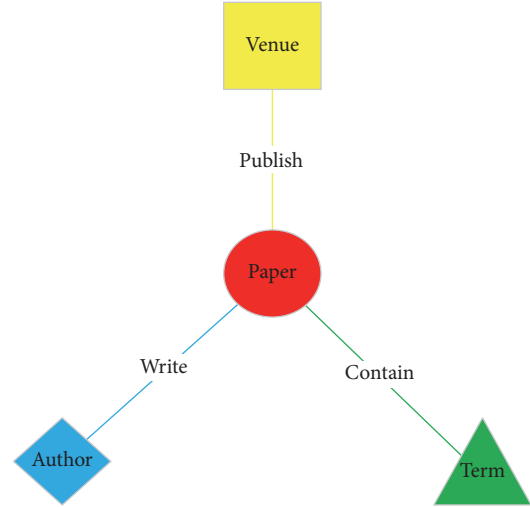 Venue
Publish
Paper
Write
Contain
Author
Term